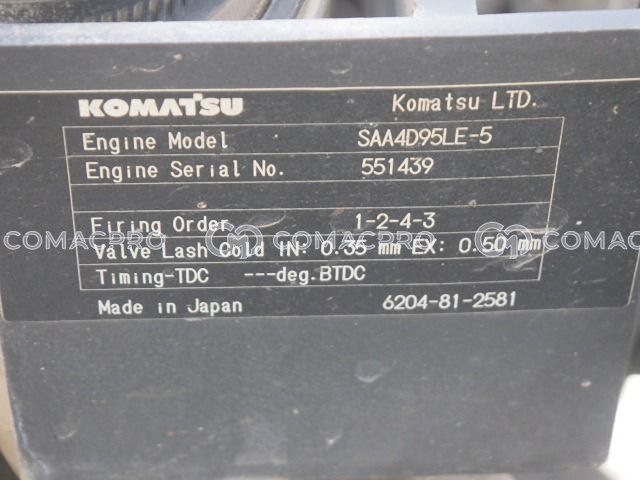 KOMATSU Komatsu LTD.
Engine Model SAA4D95LE-5
Engine Serial No. 551439
Firing Order 1-2-4-3
Valve Lash Cold IN: 0.35 mm EX: 0.50 mm
COMACPRO COMACPRO COMACPRO
Timing-TDC ---deg.BTDC
Made in Japan 6204-81-2581